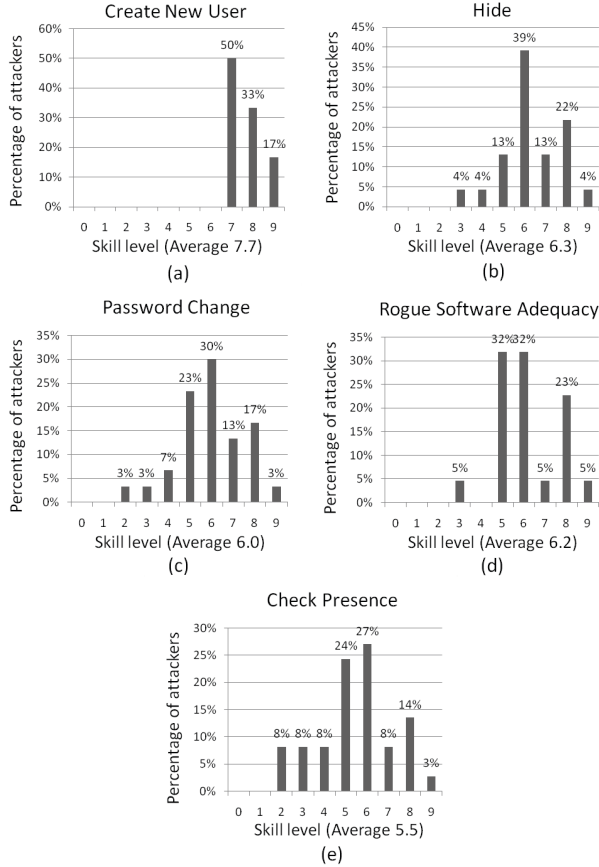 Create New User
Percentage of attackers
60%
50%
40%
30%
20%
10%
0%
50%
33%
17%
0 1 2 3 4 5 6 7 8 9
Skill level (Average 7.7)
(a)
Hide
Percentage of attackers
45%
40%
35%
30%
25%
20%
15%
10%
5%
0%
4% 4% 13% 39% 13% 22% 4%
0 1 2 3 4 5 6 7 8 9
Skill level (Average 6.3)
(b)
Password Change
Percentage of attackers
35%
30%
25%
20%
15%
10%
5%
0%
3% 3% 7% 23% 30% 13% 17% 3%
0 1 2 3 4 5 6 7 8 9
Skill level (Average 6.0)
(c)
Rogue Software Adequacy
Percentage of attackers
35%
30%
25%
20%
15%
10%
5%
0%
5% 32% 32% 5% 23% 5%
0 1 2 3 4 5 6 7 8 9
Skill level (Average 6.2)
(d)
Check Presence
Percentage of attackers
30%
25%
20%
15%
10%
5%
0%
8% 8% 8% 24% 27% 8% 14% 3%
0 1 2 3 4 5 6 7 8 9
Skill level (Average 5.5)
(e)